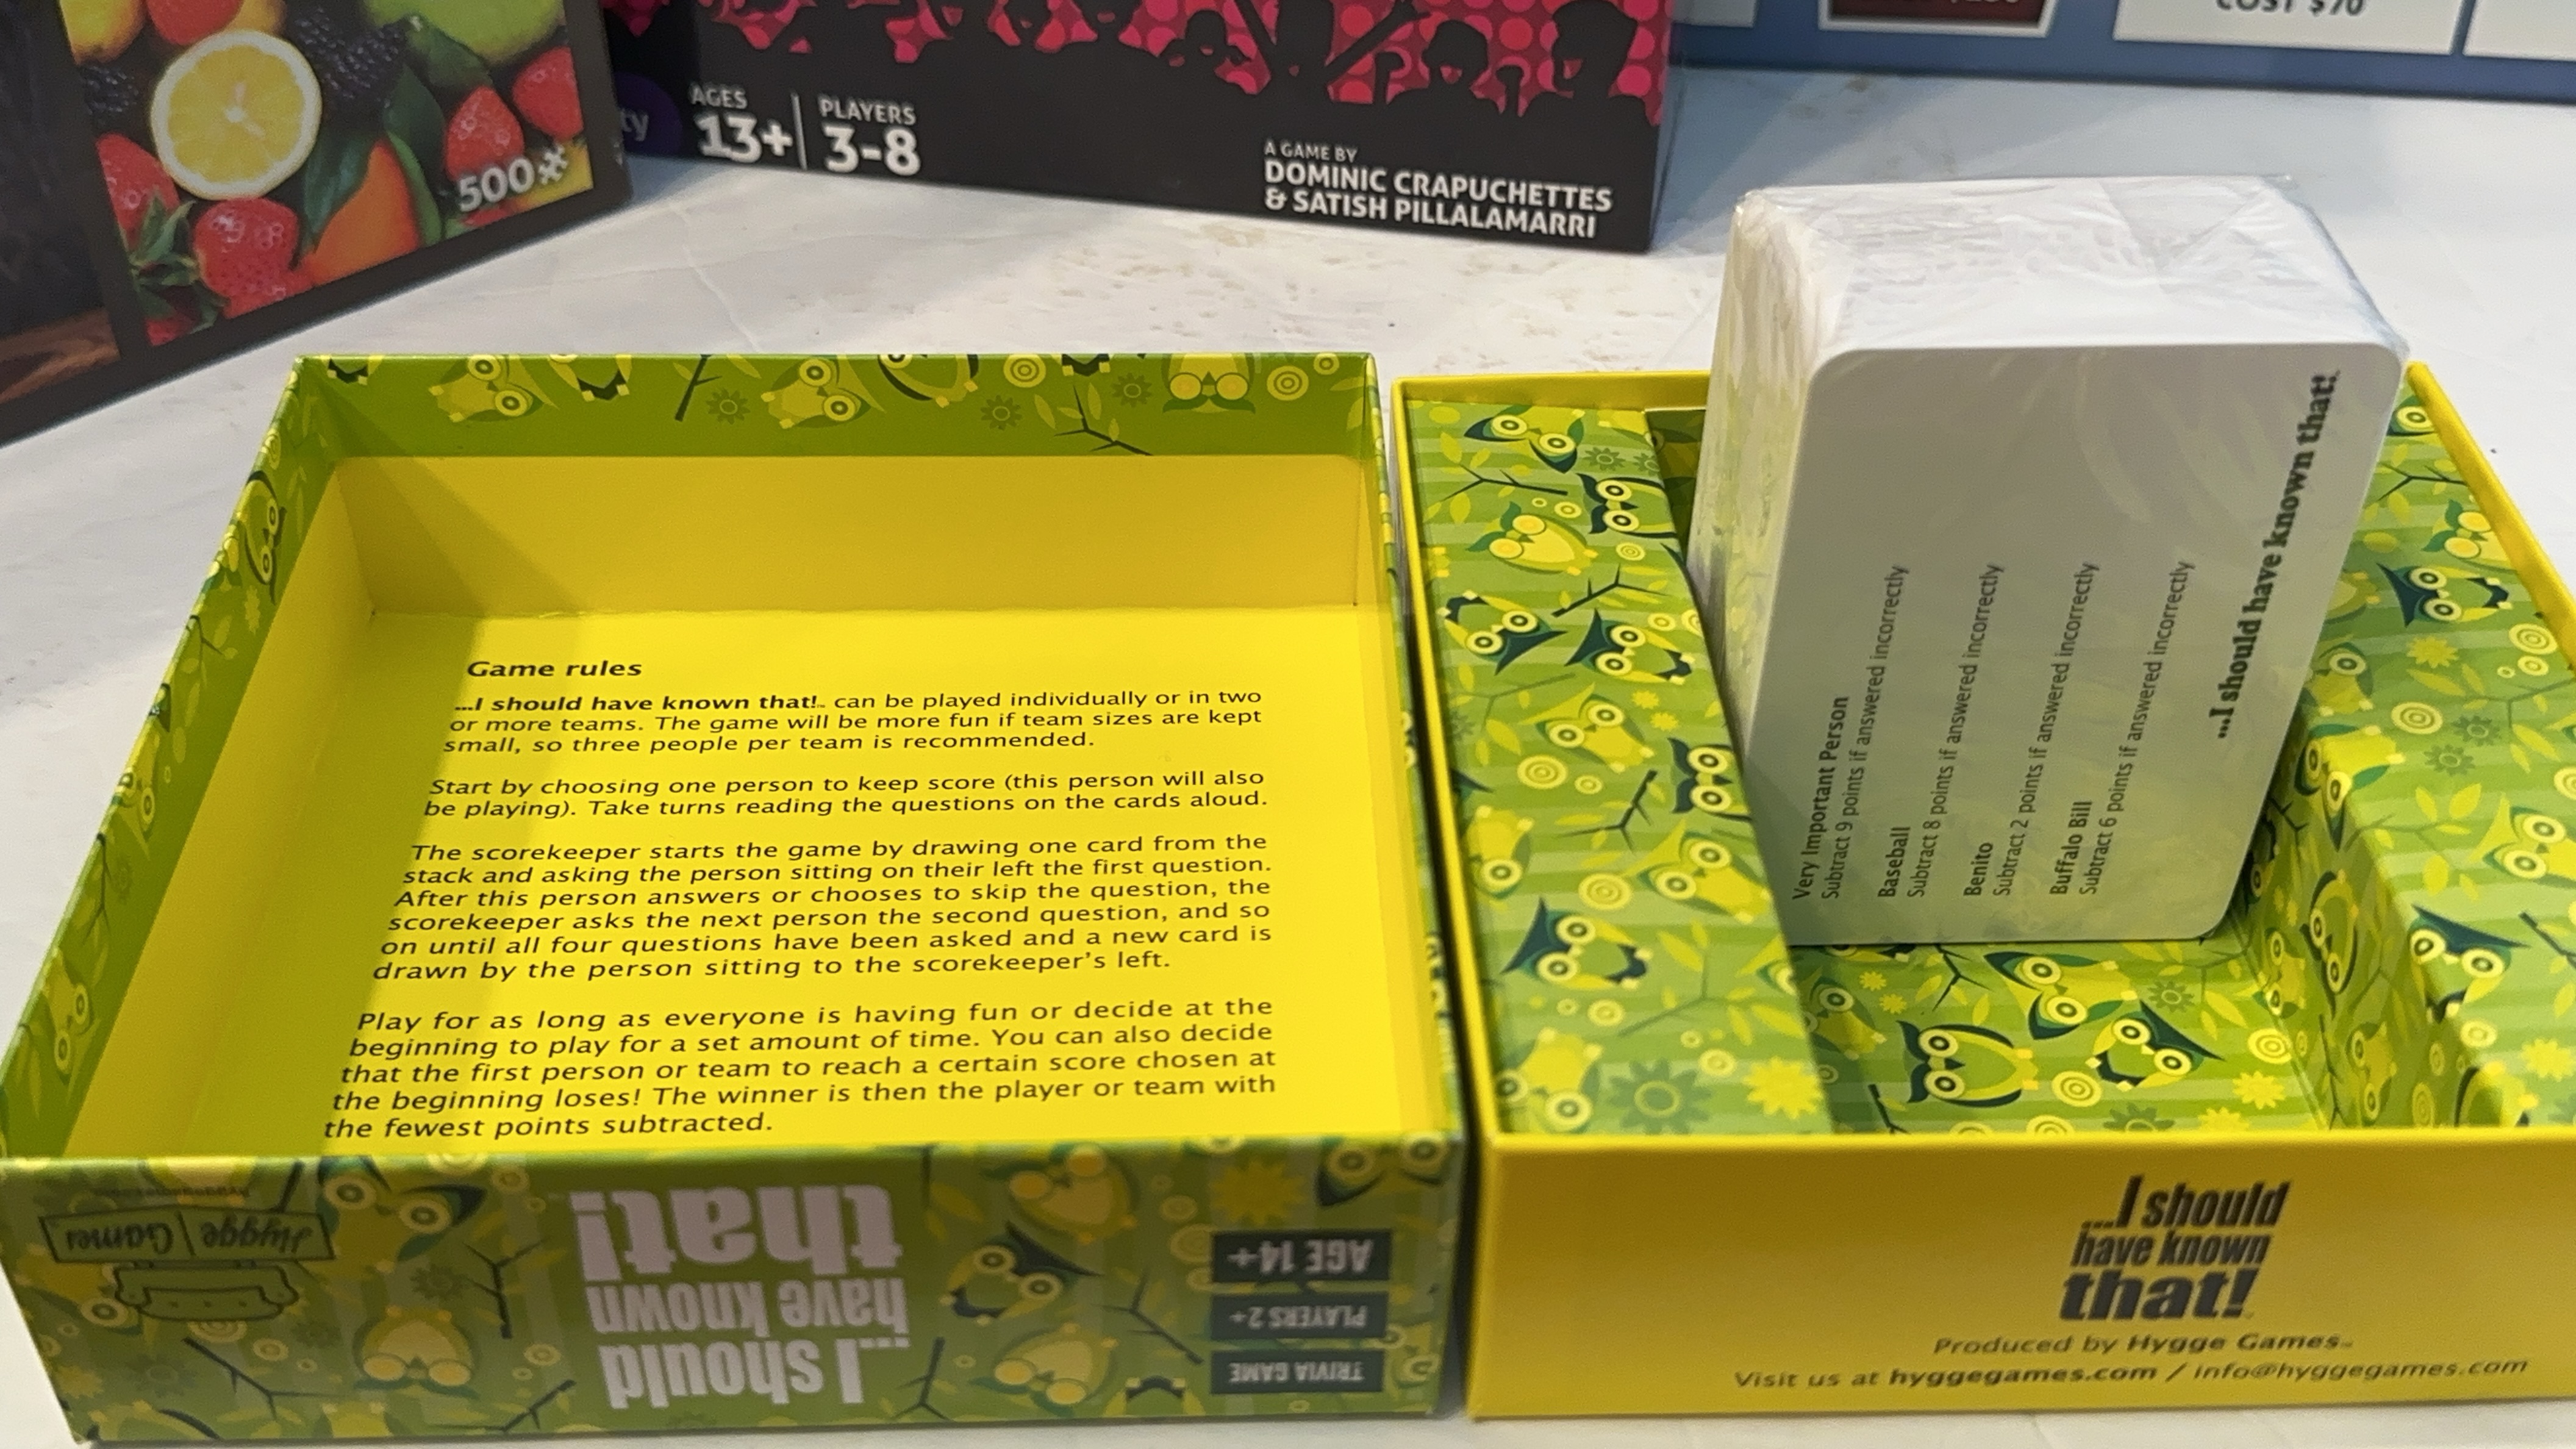 500
ty
AGES
13+
PLAYERS
3-8
A GAME BY
DOMINIC CRAPUCHETTES
& SATISH PILLALAMARRI
COST $70
Game rules
...I should have known that!™ can be played individually or in two
or more teams. The game will be more fun if team sizes are kept
small, so three people per team is recommended.
Start by choosing one person to keep score (this person will also
be playing). Take turns reading the questions on the cards aloud.
The scorekeeper starts the game by drawing one card from the
stack and asking the person sitting on their left the first question.
After this person answers or chooses to skip the question, the
scorekeeper asks the next person the second question, and so
on until all four questions have been asked and a new card is
drawn by the person sitting to the scorekeeper's left.
Play for as long as everyone is having fun or decide at the
beginning to play for a set amount of time. You can also decide
that the first person or team to reach a certain score chosen at
the beginning loses! The winner is then the player or team with
the fewest points subtracted.
Very Important Person
Subtract 9 points if answered incorrectly
Baseball
Subtract 8 points if answered incorrectly
Benito
Subtract 2 points if answered incorrectly
Buffalo Bill
Subtract 6 points if answered incorrectly
...I should have known that!
TRIVIA GAME
PLAYERS 2+
AGE 14+
...I should
have known
that!
Hygge Games
...I should
have known
that!
Produced by Hygge Games™
Visit us at hyggegames.com / info@hyggegames.com